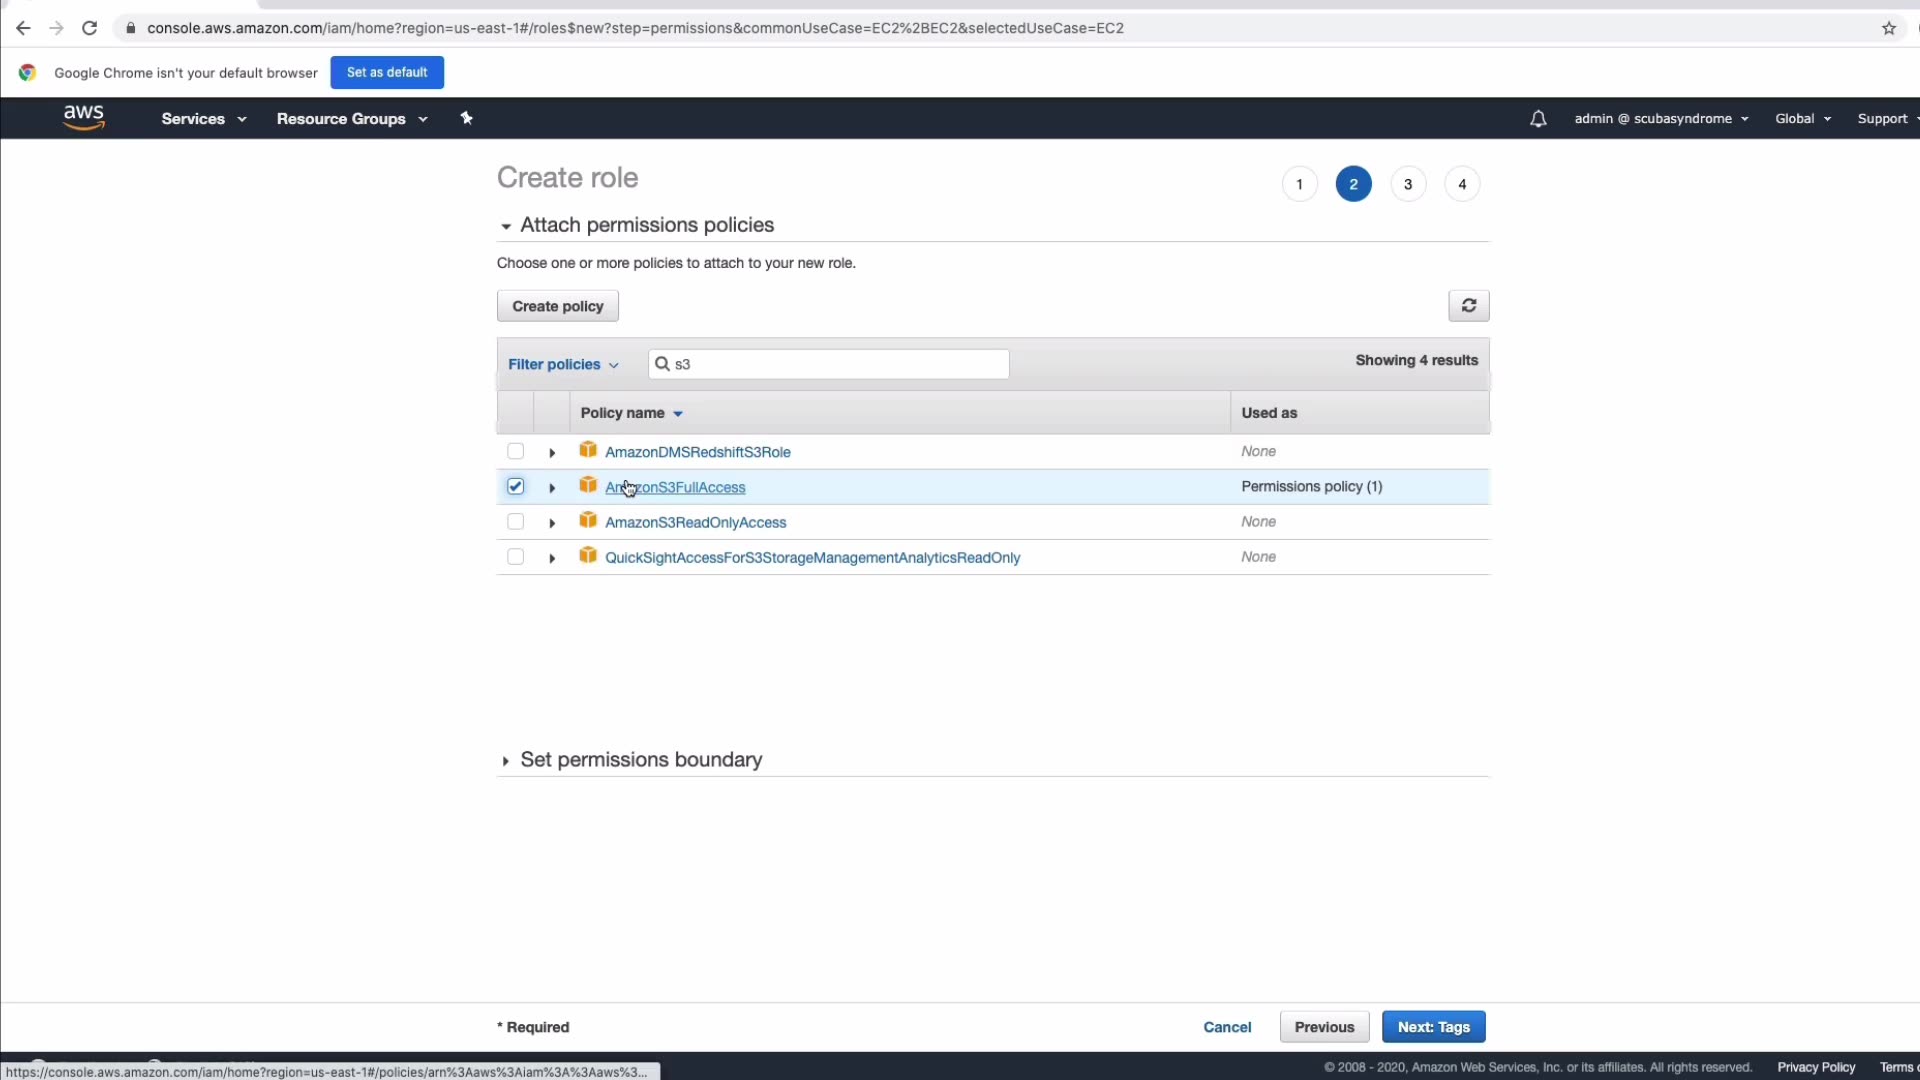 console.aws.amazon.com/iam/home?region=us-east-1#/roles$new?step=permissions&commonUseCase=EC2%2BEC2&selectedUseCase=EC2
Google Chrome isn't your default browser Set as default
aws Services Resource Groups admin @ scubasyndrome Global Support
Create role 1 2 3 4
Attach permissions policies
Choose one or more policies to attach to your new role.
Create policy
Filter policies s3 Showing 4 results
Policy name Used as
AmazonDMSRedshiftS3Role None
AmazonS3FullAccess Permissions policy (1)
AmazonS3ReadOnlyAccess None
QuickSightAccessForS3StorageManagementAnalyticsReadOnly None
Set permissions boundary
* Required Cancel Previous Next: Tags
https://console.aws.amazon.com/iam/home?region=us-east-1#/policies/arn%3Aaws%3Aiam%3A%3Aaws%3... © 2008 - 2020, Amazon Web Services, Inc. or its affiliates. All rights reserved. Privacy Policy Terms